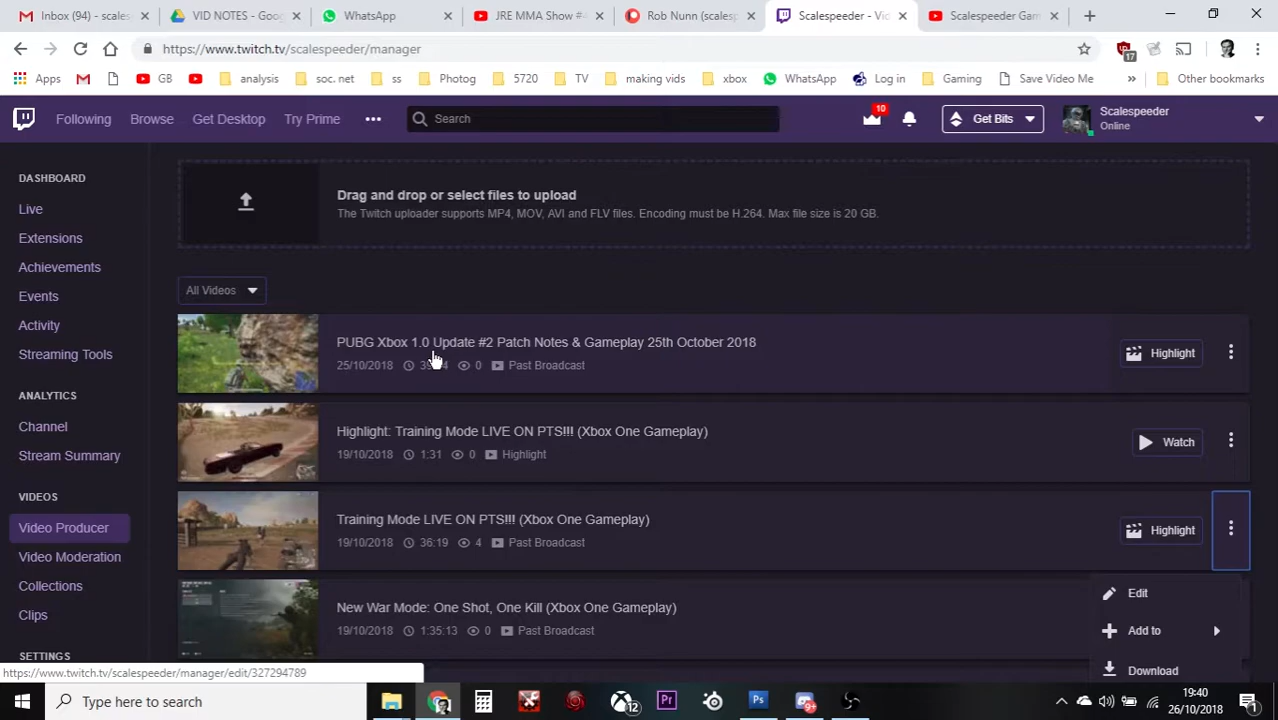 Inbox (94) - scales
VID NOTES - Goog
WhatsApp
JRE MMA Show #4
Rob Nunn (scalesp
Scalespeeder - Vid
Scalespeeder Gam
https://www.twitch.tv/scalespeeder/manager
17
Apps
GB
analysis
soc. net
ss
Photog
5720
TV
making vids
xbox
WhatsApp
Log in
Gaming
Save Video Me
»
Other bookmarks
Following
Browse
Get Desktop
Try Prime
Search
10
Get Bits
Scalespeeder
Online
DASHBOARD
Live
Extensions
Achievements
Events
Activity
Streaming Tools
ANALYTICS
Channel
Stream Summary
VIDEOS
Video Producer
Video Moderation
Collections
Clips
SETTINGS
Drag and drop or select files to upload
The Twitch uploader supports MP4, MOV, AVI and FLV files. Encoding must be H.264. Max file size is 20 GB.
All Videos
PUBG Xbox 1.0 Update #2 Patch Notes & Gameplay 25th October 2018
25/10/2018 0 Past Broadcast
Highlight
Highlight: Training Mode LIVE ON PTS!!! (Xbox One Gameplay)
19/10/2018 1:31 0 Highlight
Watch
Training Mode LIVE ON PTS!!! (Xbox One Gameplay)
19/10/2018 36:19 4 Past Broadcast
Highlight
New War Mode: One Shot, One Kill (Xbox One Gameplay)
19/10/2018 1:35:13 0 Past Broadcast
Edit
Add to
Download
https://www.twitch.tv/scalespeeder/manager/edit/327294789
Type here to search
12
Pr
Ps
9+
19:40
26/10/2018
1